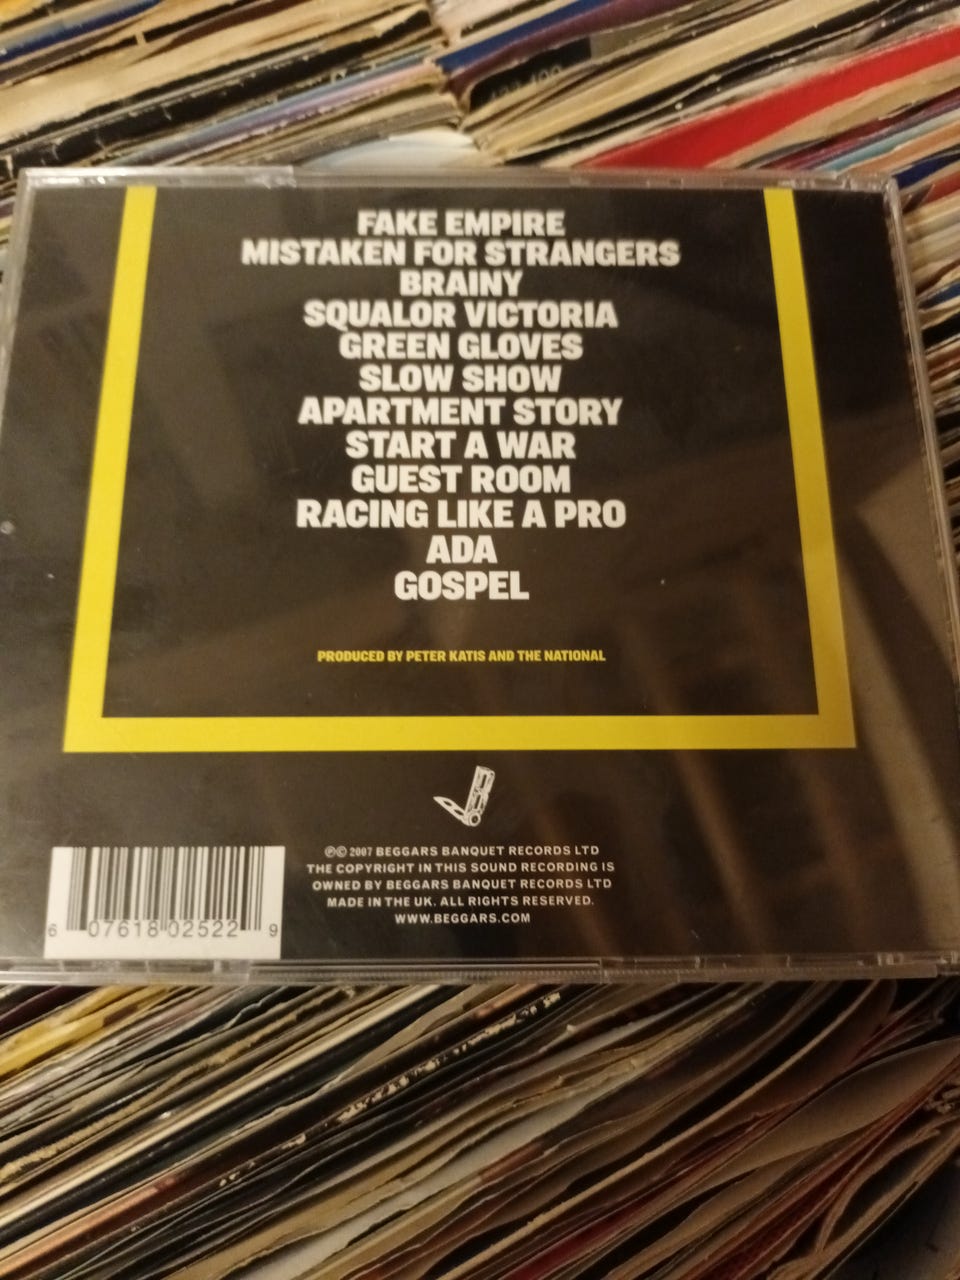 FAKE EMPIRE
MISTAKEN FOR STRANGERS
BRAINY
SQUALOR VICTORIA
GREEN GLOVES
SLOW SHOW
APARTMENT STORY
START A WAR
GUEST ROOM
RACING LIKE A PRO
ADA
GOSPEL
PRODUCED BY PETER KATIS AND THE NATIONAL
℗© 2007 BEGGARS BANQUET RECORDS LTD
THE COPYRIGHT IN THIS SOUND RECORDING IS
OWNED BY BEGGARS BANQUET RECORDS LTD
MADE IN THE UK. ALL RIGHTS RESERVED.
WWW.BEGGARS.COM
6 07618 02522 9